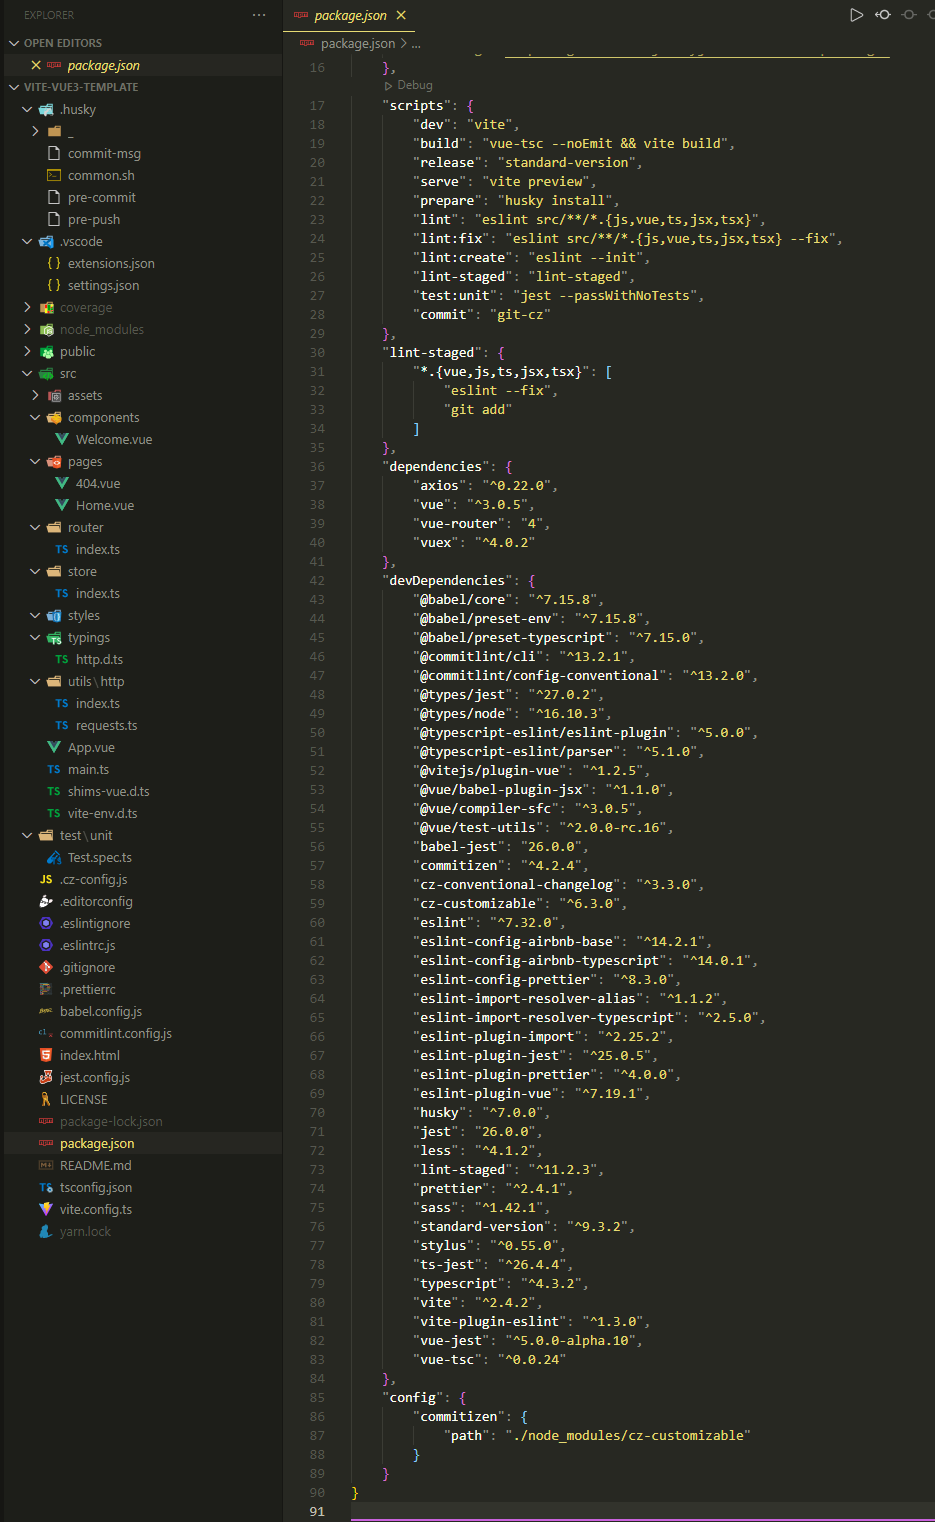 EXPLORER
OPEN EDITORS
package.json
VITE-VUE3-TEMPLATE
.husky
_
commit-msg
common.sh
pre-commit
pre-push
.vscode
extensions.json
settings.json
coverage
node_modules
public
src
assets
components
Welcome.vue
pages
404.vue
Home.vue
router
index.ts
store
index.ts
styles
typings
http.d.ts
utils\http
index.ts
requests.ts
App.vue
main.ts
shims-vue.d.ts
vite-env.d.ts
test\unit
Test.spec.ts
.cz-config.js
.editorconfig
.eslintignore
.eslintrc.js
.gitignore
.prettierrc
babel.config.js
commitlint.config.js
index.html
jest.config.js
LICENSE
package-lock.json
package.json
README.md
tsconfig.json
vite.config.ts
yarn.lock
package.json
package.json > ...
16 },
Debug
17 "scripts": {
18 "dev": "vite",
19 "build": "vue-tsc --noEmit && vite build",
20 "release": "standard-version",
21 "serve": "vite preview",
22 "prepare": "husky install",
23 "lint": "eslint src/**/*.{js,vue,ts,jsx,tsx}",
24 "lint:fix": "eslint src/**/*.{js,vue,ts,jsx,tsx} --fix",
25 "lint:create": "eslint --init",
26 "lint-staged": "lint-staged",
27 "test:unit": "jest --passWithNoTests",
28 "commit": "git-cz"
29 },
30 "lint-staged": {
31 "*.{vue,js,ts,jsx,tsx}": [
32 "eslint --fix",
33 "git add"
34 ]
35 },
36 "dependencies": {
37 "axios": "^0.22.0",
38 "vue": "^3.0.5",
39 "vue-router": "4",
40 "vuex": "^4.0.2"
41 },
42 "devDependencies": {
43 "@babel/core": "^7.15.8",
44 "@babel/preset-env": "^7.15.8",
45 "@babel/preset-typescript": "^7.15.0",
46 "@commitlint/cli": "^13.2.1",
47 "@commitlint/config-conventional": "^13.2.0",
48 "@types/jest": "^27.0.2",
49 "@types/node": "^16.10.3",
50 "@typescript-eslint/eslint-plugin": "^5.0.0",
51 "@typescript-eslint/parser": "^5.1.0",
52 "@vitejs/plugin-vue": "^1.2.5",
53 "@vue/babel-plugin-jsx": "^1.1.0",
54 "@vue/compiler-sfc": "^3.0.5",
55 "@vue/test-utils": "^2.0.0-rc.16",
56 "babel-jest": "26.0.0",
57 "commitizen": "^4.2.4",
58 "cz-conventional-changelog": "^3.3.0",
59 "cz-customizable": "^6.3.0",
60 "eslint": "^7.32.0",
61 "eslint-config-airbnb-base": "^14.2.1",
62 "eslint-config-airbnb-typescript": "^14.0.1",
63 "eslint-config-prettier": "^8.3.0",
64 "eslint-import-resolver-alias": "^1.1.2",
65 "eslint-import-resolver-typescript": "^2.5.0",
66 "eslint-plugin-import": "^2.25.2",
67 "eslint-plugin-jest": "^25.0.5",
68 "eslint-plugin-prettier": "^4.0.0",
69 "eslint-plugin-vue": "^7.19.1",
70 "husky": "^7.0.0",
71 "jest": "26.0.0",
72 "less": "^4.1.2",
73 "lint-staged": "^11.2.3",
74 "prettier": "^2.4.1",
75 "sass": "^1.42.1",
76 "standard-version": "^9.3.2",
77 "stylus": "^0.55.0",
78 "ts-jest": "^26.4.4",
79 "typescript": "^4.3.2",
80 "vite": "^2.4.2",
81 "vite-plugin-eslint": "^1.3.0",
82 "vue-jest": "^5.0.0-alpha.10",
83 "vue-tsc": "^0.0.24"
84 },
85 "config": {
86 "commitizen": {
87 "path": "./node_modules/cz-customizable"
88 }
89 }
90 }
91